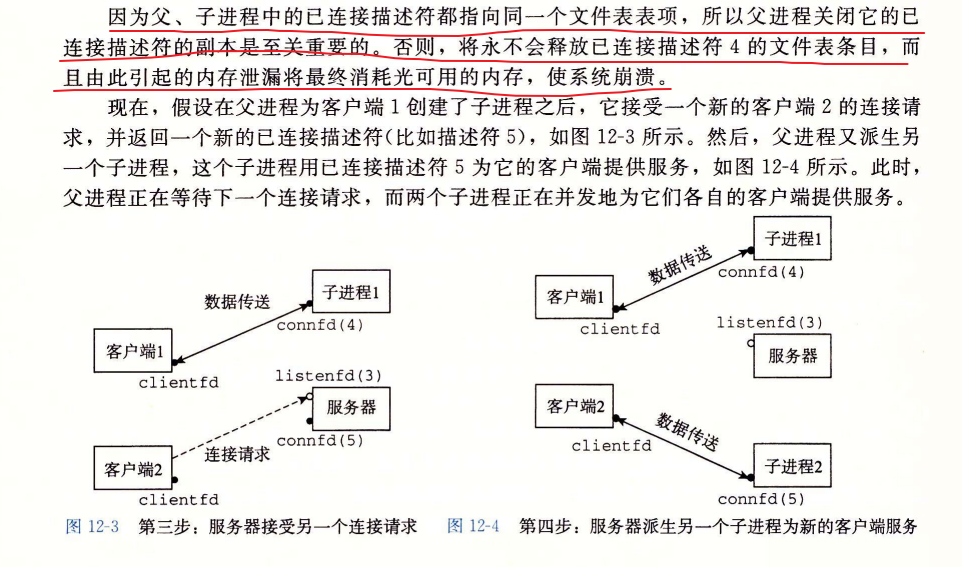 因为父、子进程中的已连接描述符都指向同一个文件表表项，所以父进程关闭它的已
连接描述符的副本是至关重要的。否则，将永不会释放已连接描述符4的文件表条目，而
且由此引起的内存泄漏将最终消耗光可用的内存，使系统崩溃。
现在，假设在父进程为客户端1创建了子进程之后，它接受一个新的客户端2的连接请
求，并返回一个新的已连接描述符(比如描述符5)，如图12-3所示。然后，父进程又派生另
一个子进程，这个子进程用已连接描述符5为它的客户端提供服务，如图12-4所示。此时，
父进程正在等待下一个连接请求，而两个子进程正在并发地为它们各自的客户端提供服务。
子进程1
数据传送
connfd(4)
客户端1
clientfd
listenfd(3)
服务器
connfd(5)
连接请求
客户端2
clientfd
图12-3 第三步：服务器接受另一个连接请求
子进程1
数据传送
connfd(4)
客户端1
clientfd
listenfd(3)
服务器
客户端2
数据传送
clientfd
子进程2
connfd(5)
图12-4 第四步：服务器派生另一个子进程为新的客户端服务